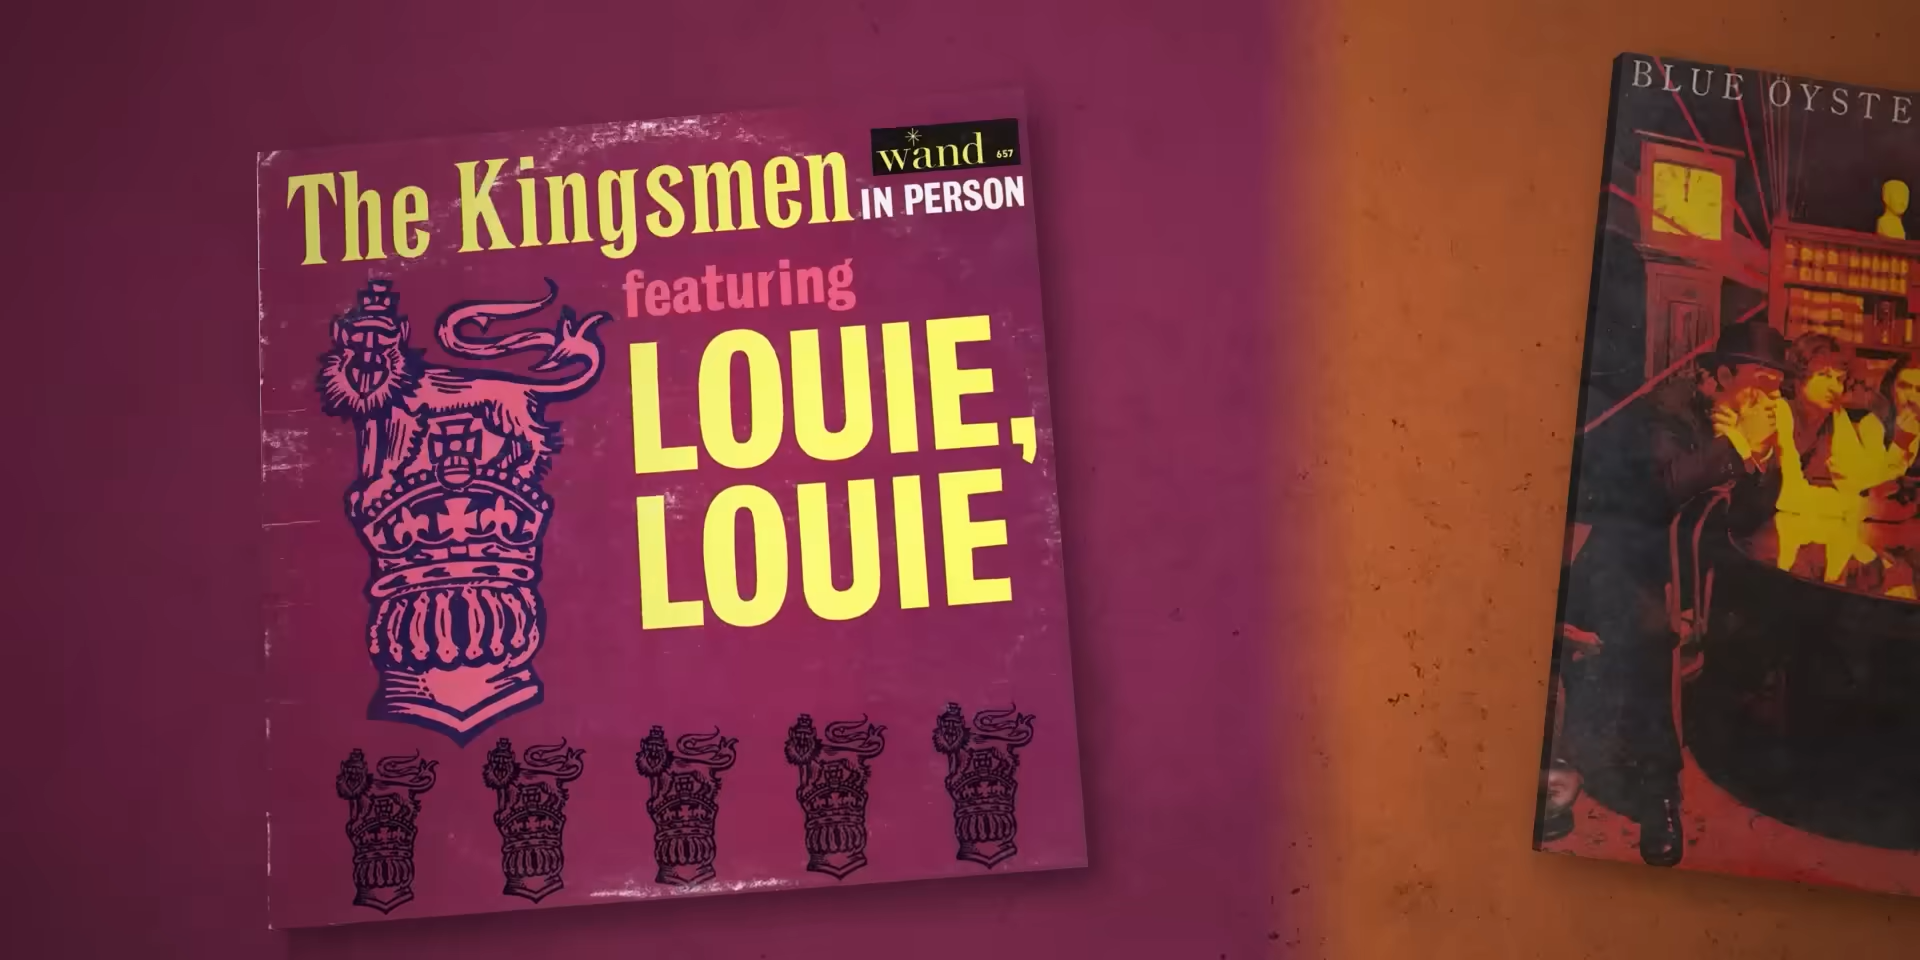 The Kingsmen
wand 657
IN PERSON
featuring
LOUIE,
LOUIE
BLUE ÖYSTE